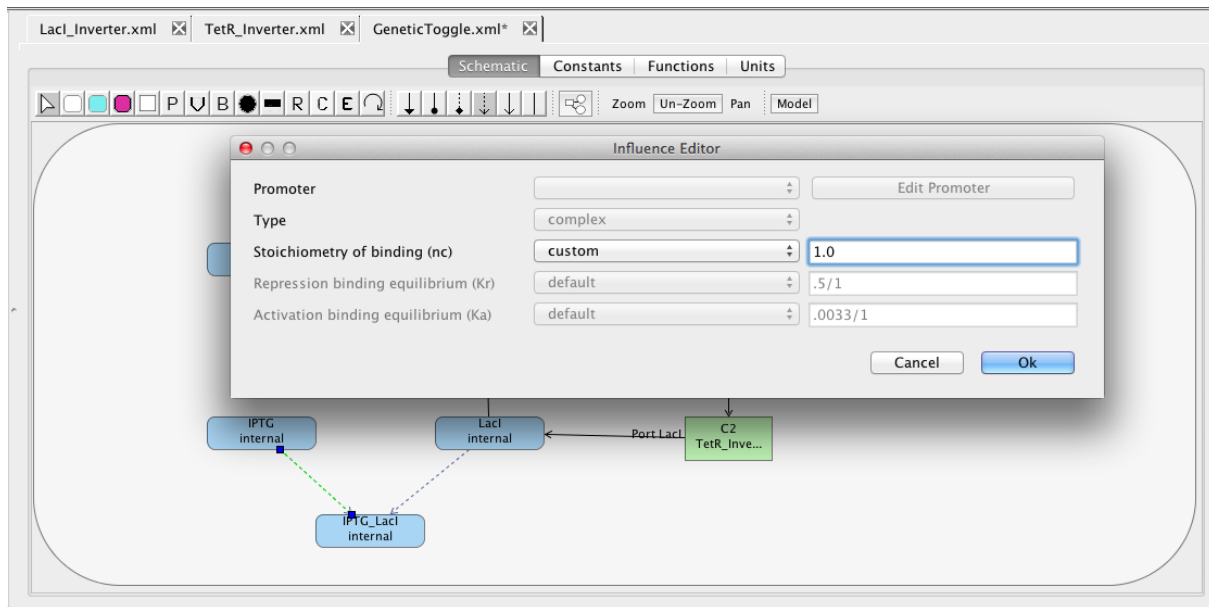 LacI_Inverter.xml TetR_Inverter.xml GeneticToggle.xml*
Schematic Constants Functions Units
P V B R C E Zoom Un-Zoom Pan Model
Influence Editor
Promoter Edit Promoter
Type complex
Stoichiometry of binding (nc) custom 1.0
Repression binding equilibrium (Kr) default .5/1
Activation binding equilibrium (Ka) default .0033/1
Cancel Ok
IPTG
internal
LacI
internal
Port LacI
C2
TetR_Inve...
IPTG_LacI
internal